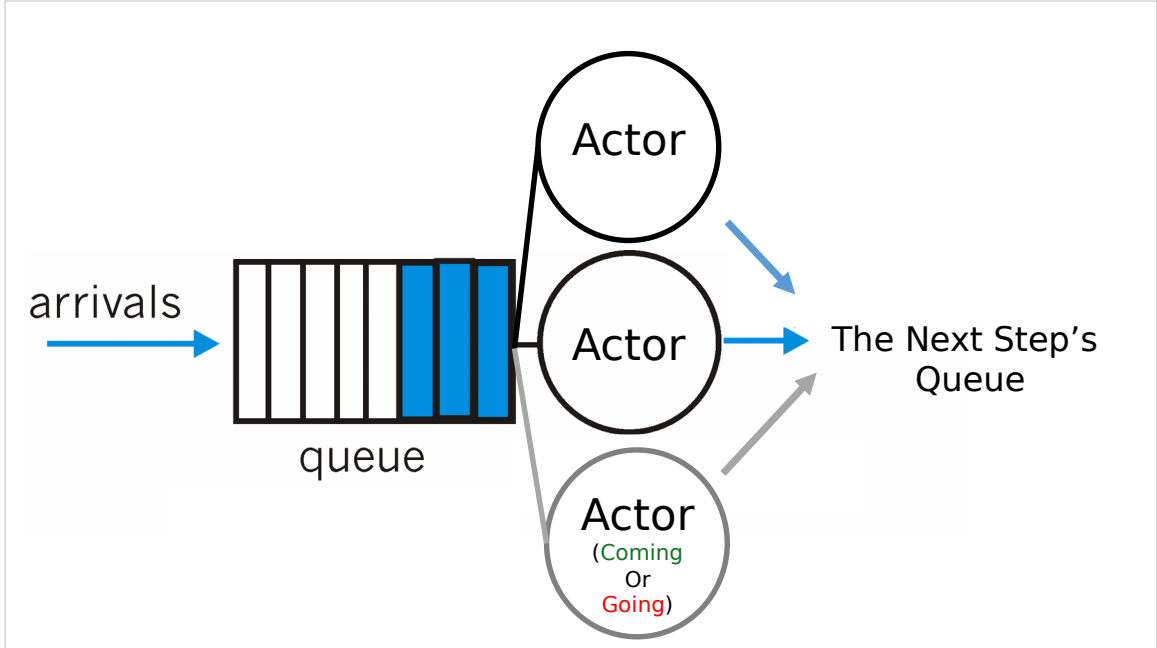 arrivals
queue
Actor
Actor
Actor
(Coming
Or
Going)
The Next Step’s
Queue